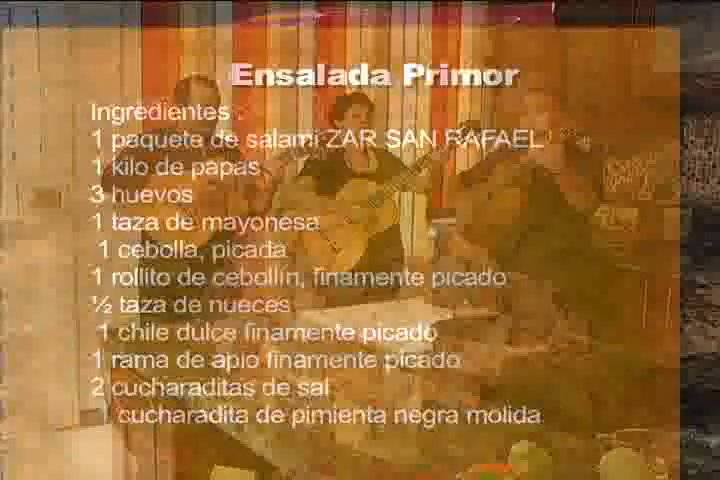 Ensalada Primor
Ingredientes :
1 paquete de salami ZAR SAN RAFAEL
1 kilo de papas
3 huevos
1 taza de mayonesa
1 cebolla, picada
1 rollito de cebollín, finamente picado
½ taza de nueces
1 chile dulce finamente picado
1 rama de apio finamente picado
2 cucharaditas de sal
cucharadita de pimienta negra molida